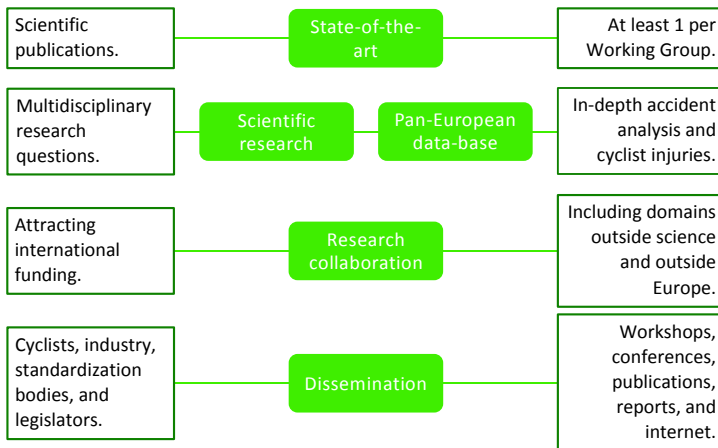 Scientific
publications.
State-of-the-
art
At least 1 per
Working Group.
Multidisciplinary
research
questions.
Scientific
research
Pan-European
data-base
In-depth accident
analysis and
cyclist injuries.
Attracting
international
funding.
Research
collaboration
Including domains
outside science
and outside
Europe.
Cyclists, industry,
standardization
bodies, and
legislators.
Dissemination
Workshops,
conferences,
publications,
reports, and
internet.